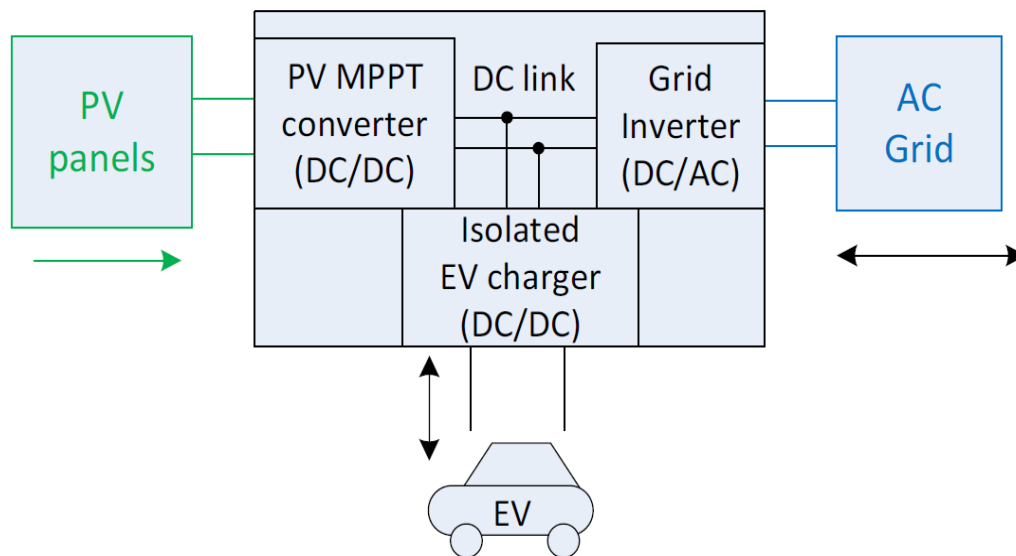 PV
panels
PV MPPT
converter
(DC/DC)
DC link
Grid
Inverter
(DC/AC)
AC
Grid
Isolated
EV charger
(DC/DC)
EV